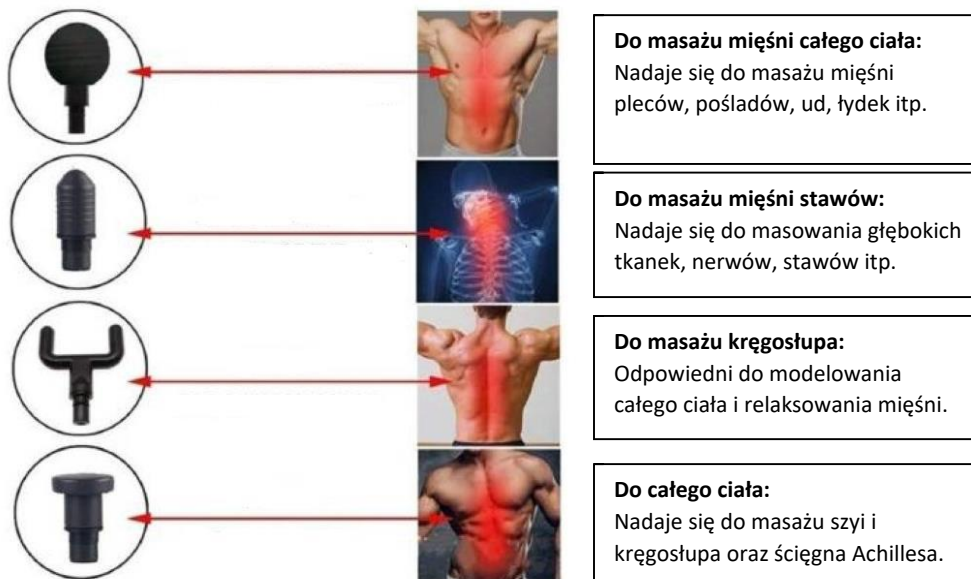 Do masażu mięśni całego ciała:
Nadaje się do masażu mięśni
pleców, pośladów, ud, łydek itp.
Do masażu mięśni stawów:
Nadaje się do masowania głębokich
tkanek, nerwów, stawów itp.
Do masażu kręgosłupa:
Odpowiedni do modelowania
całego ciała i relaksowania mięśni.
Do całego ciała:
Nadaje się do masażu szyi i
kręgosłupa oraz ścięgna Achillesa.